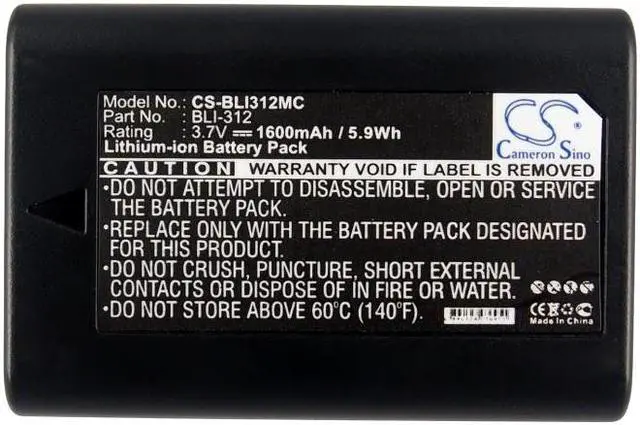 Model No.: CS-BLI312MC
Part No. : BLI-312
Rating : 3.7V 1600mAh / 5.9Wh
Lithium-ion Battery Pack
Cameron Sino
CAUTION WARRANTY VOID IF LABEL REMOVED
•DO NOT ATTEMPT TO DISASSEMBLE, OPEN OR SERVICE
THE BATTERY PACK.
•REPLACE ONLY WITH THE BATTERY PACK DESIGNATED
FOR THIS PRODUCT.
•DO NOT CRUSH, PUNCTURE, SHORT EXTERNAL
CONTACTS OR DISPOSE OF IN FIRE OR WATER.
•DO NOT STORE ABOVE 60°C (140°F).
CE
Made In China